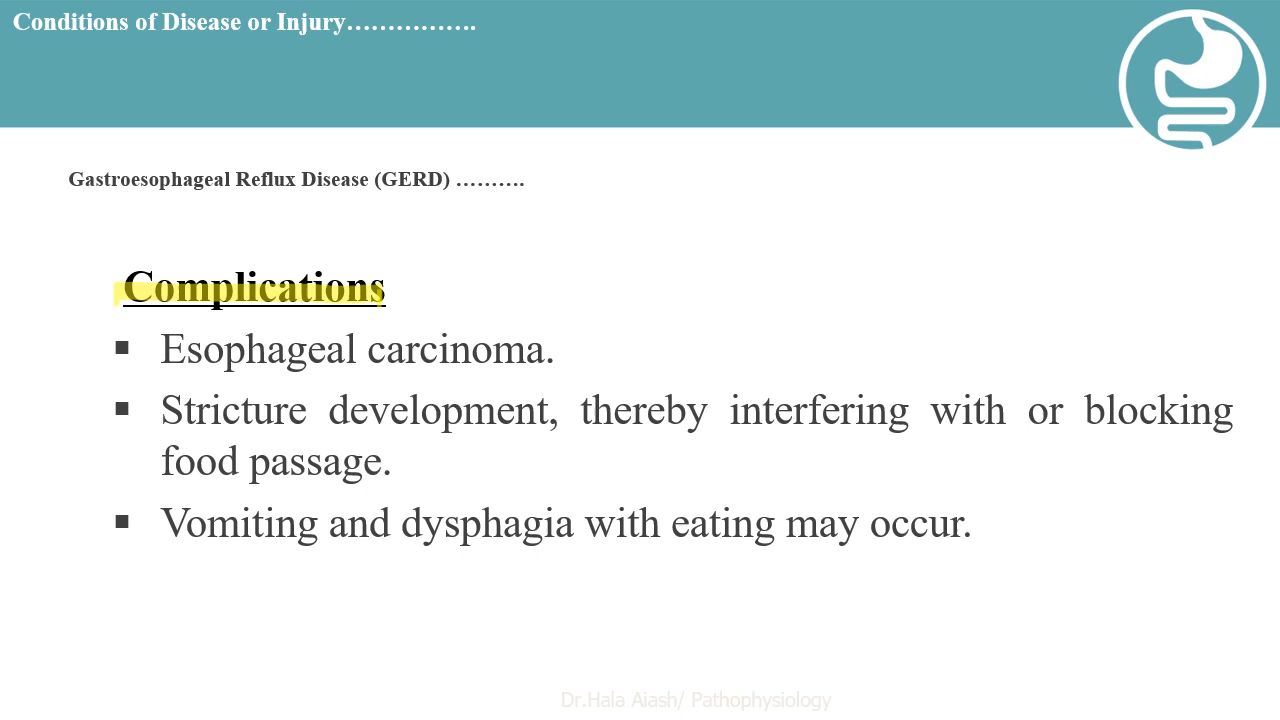 Conditions of Disease or Injury…………….
Gastroesophageal Reflux Disease (GERD) ……….
Complications
▪ Esophageal carcinoma.
▪ Stricture development, thereby interfering with or blocking
food passage.
▪ Vomiting and dysphagia with eating may occur.
Dr.Hala Aiash/ Pathophysiology